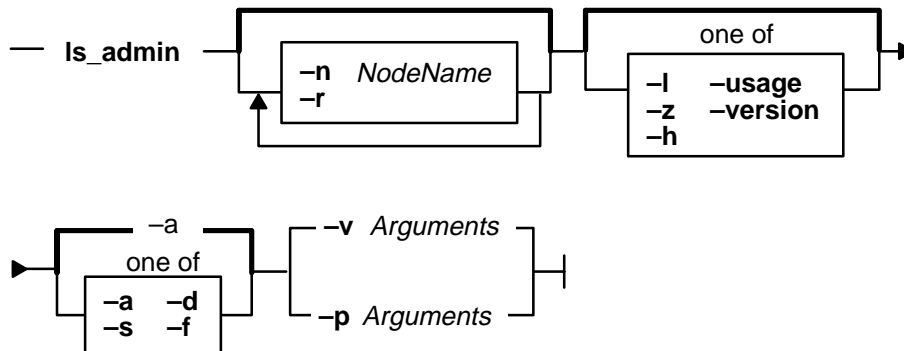 one of
ls_admin
–n NodeName
–r
–l –usage
–z –version
–h
–a
one of
–a –d
–s –f
–v Arguments
–p Arguments